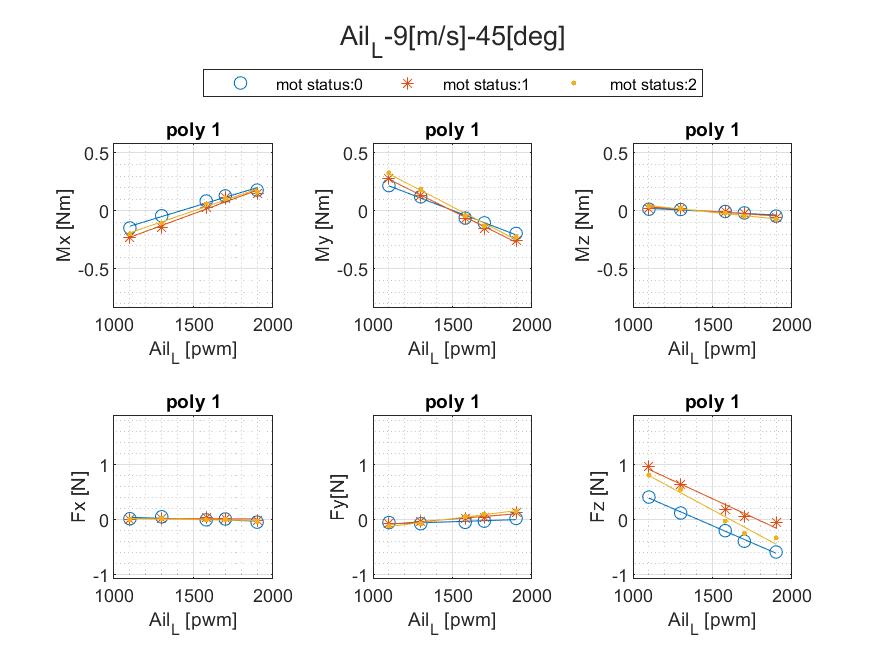 Ail_L-9[m/s]-45[deg]
mot status:0 mot status:1 mot status:2
poly 1 poly 1 poly 1
0.5 0.5 0.5
0 0 0
-0.5 -0.5 -0.5
Mx [Nm] My [Nm] Mz [Nm]
1000 1500 2000 1000 1500 2000 1000 1500 2000
Ail_L [pwm] Ail_L [pwm] Ail_L [pwm]
poly 1 poly 1 poly 1
1 1 1
0 0 0
-1 -1 -1
Fx [N] Fy[N] Fz [N]
1000 1500 2000 1000 1500 2000 1000 1500 2000
Ail_L [pwm] Ail_L [pwm] Ail_L [pwm]